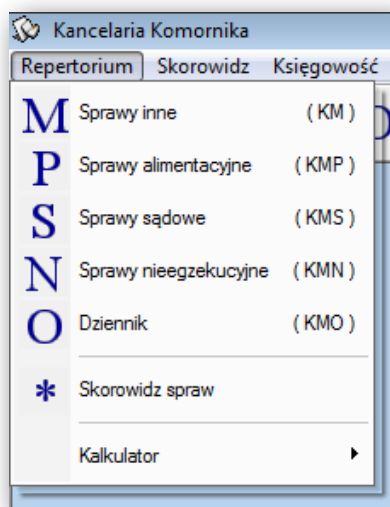 Kancelaria Komornika
Repertorium Skorowidz Księgowość
M Sprawy inne ( KM )
P Sprawy alimentacyjne ( KMP )
S Sprawy sądowe ( KMS )
N Sprawy nieegzekucyjne ( KMN )
O Dziennik ( KMO )
* Skorowidz spraw
Kalkulator